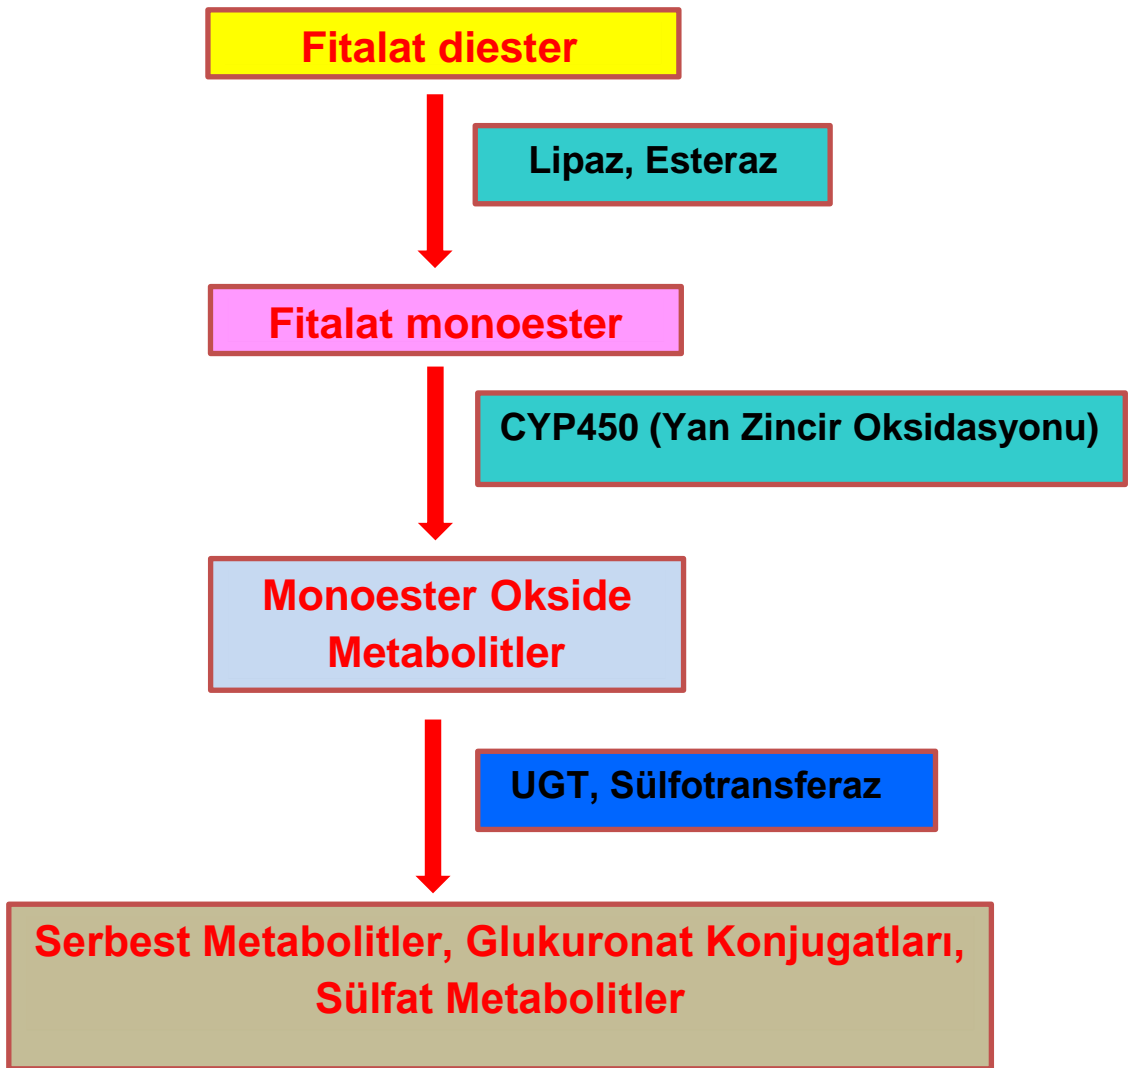 Fitalat diester
Lipaz, Esteraz
Fitalat monoester
CYP450 (Yan Zincir Oksidasyonu)
Monoester Okside
Metabolitler
UGT, Sülfotransferaz
Serbest Metabolitler, Glukuronat Konjugatları,
Sülfat Metabolitler